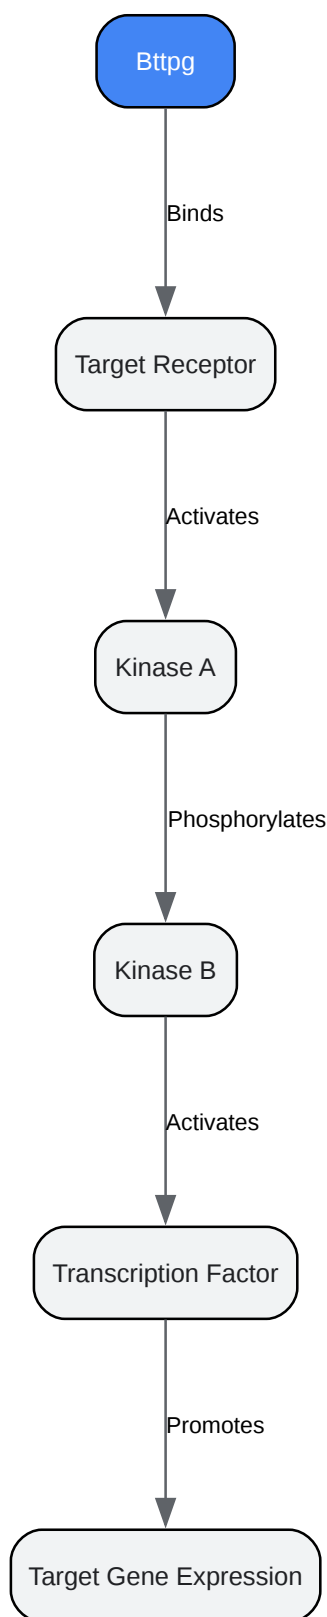 Bttpg
Binds
Target Receptor
Activates
Kinase A
Phosphorylates
Kinase B
Activates
Transcription Factor
Promotes
Target Gene Expression